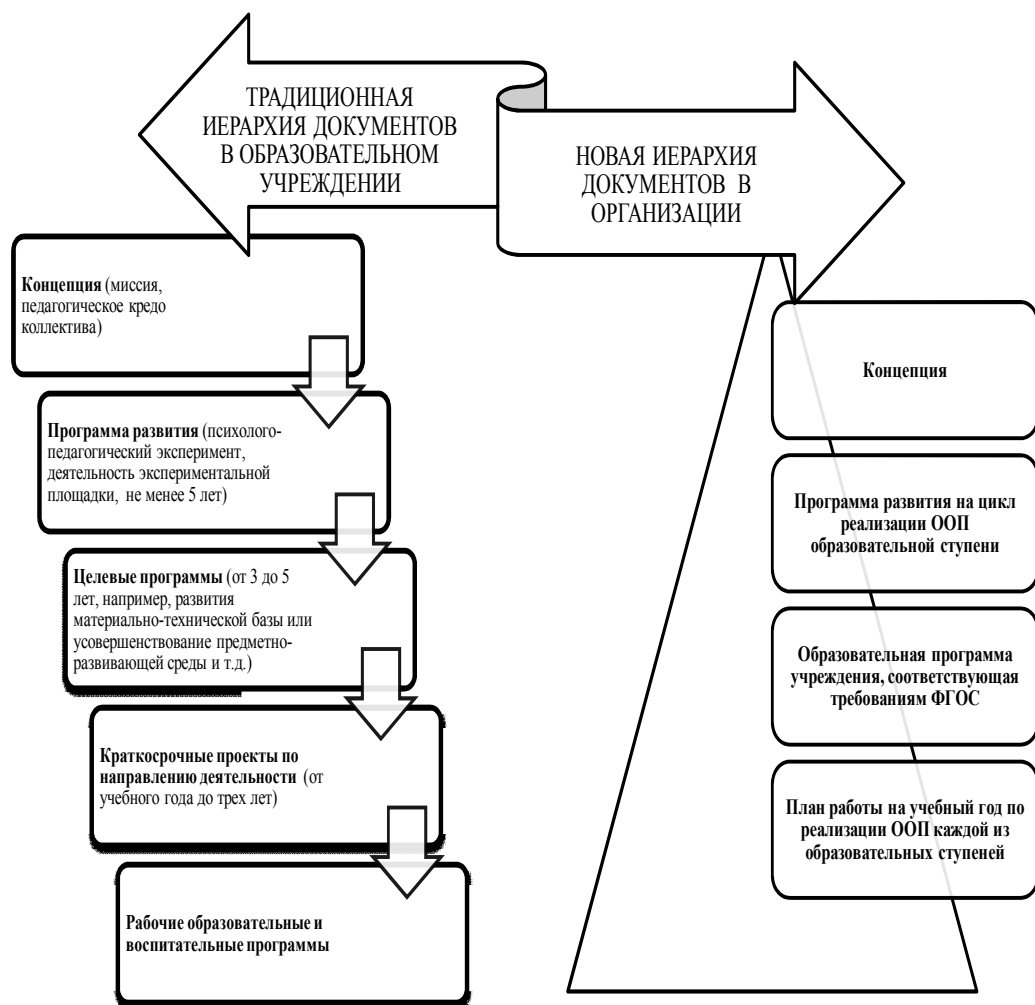 ТРАДИЦИОННАЯ
ИЕРАРХИЯ ДОКУМЕНТОВ
В ОБРАЗОВАТЕЛЬНОМ
УЧРЕЖДЕНИИ
НОВАЯ ИЕРАРХИЯ
ДОКУМЕНТОВ В
ОРГАНИЗАЦИИ
Концепция (миссия,
педагогическое кредо
коллектива)
Программа развития (психолого-
педагогический эксперимент,
деятельность экспериментальной
площадки, не менее 5 лет)
Целевые программы (от 3 до 5
лет, например, развития
материально-технической базы или
усовершенствование предметно-
развивающей среды и т.д.)
Краткосрочные проекты по
направлению деятельности (от
учебного года до трех лет)
Рабочие образовательные и
воспитательные программы
Концепция
Программа развития на цикл
реализации ООП
образовательной ступени
Образовательная программа
учреждения, соответствующая
требованиям ФГОС
План работы на учебный год по
реализации ООП каждой из
образовательных ступеней